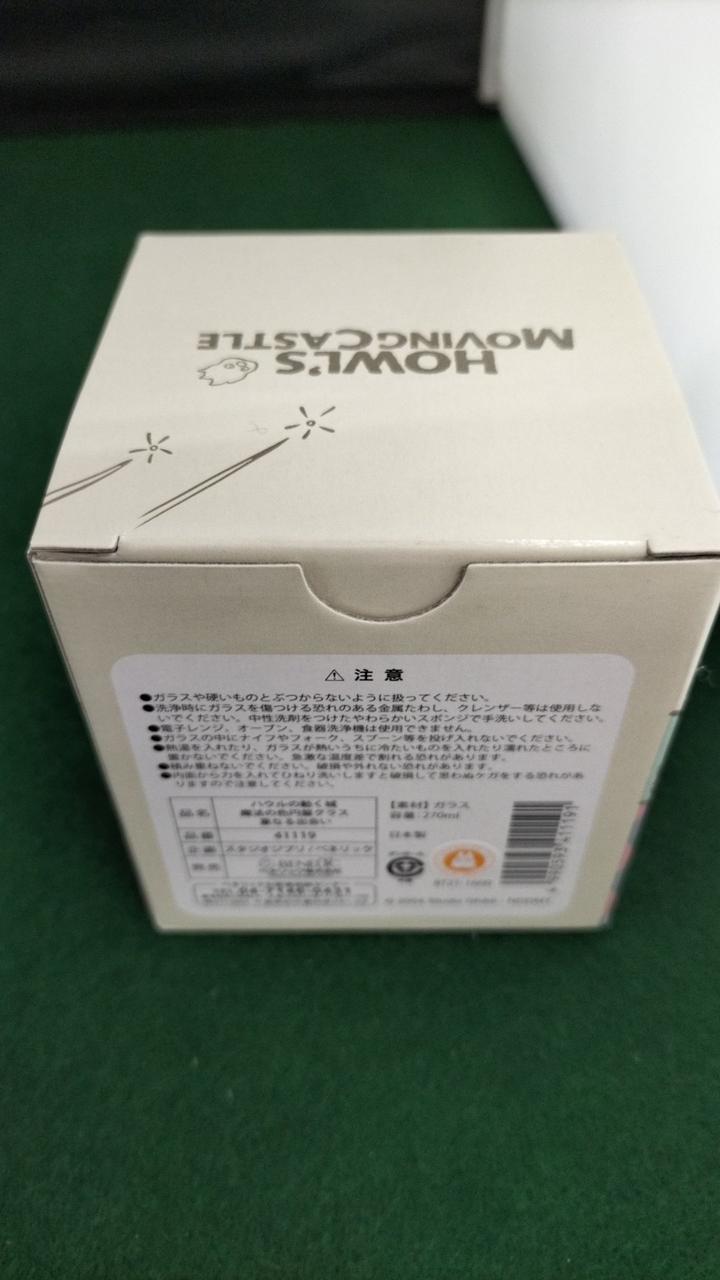 HOWL'S
MOVING CASTLE
⚠ 注意
●ガラスや硬いものとぶつからないように扱ってください。
●洗浄時にガラスを傷つける恐れのある金属たわし、クレンザー等は使用しな
いでください。中性洗剤をつけたやわらかいスポンジで手洗いしてください。
●電子レンジ、オーブン、食器洗浄機は使用できません。
●ガラスの中にナイフやフォーク、スプーン等を投げ入れないでください。
●熱湯を入れたり、ガラスが熱いうちに冷たいものを入れたり濡れたところに
置かないでください。急激な温度差で割れる恐れがあります。
●積み重ねないでください。破損や外れない恐れがあります。
●内面から力を入れてひねり洗いしますと破損して思わぬケガをする恐れがあ
りますので注意してください。
品名
ハウルの動く城
魔法の色円屋グラス
品番
41119
スタジオジブリ/ベネリック
【素材】ガラス
容量：270ml
日本製